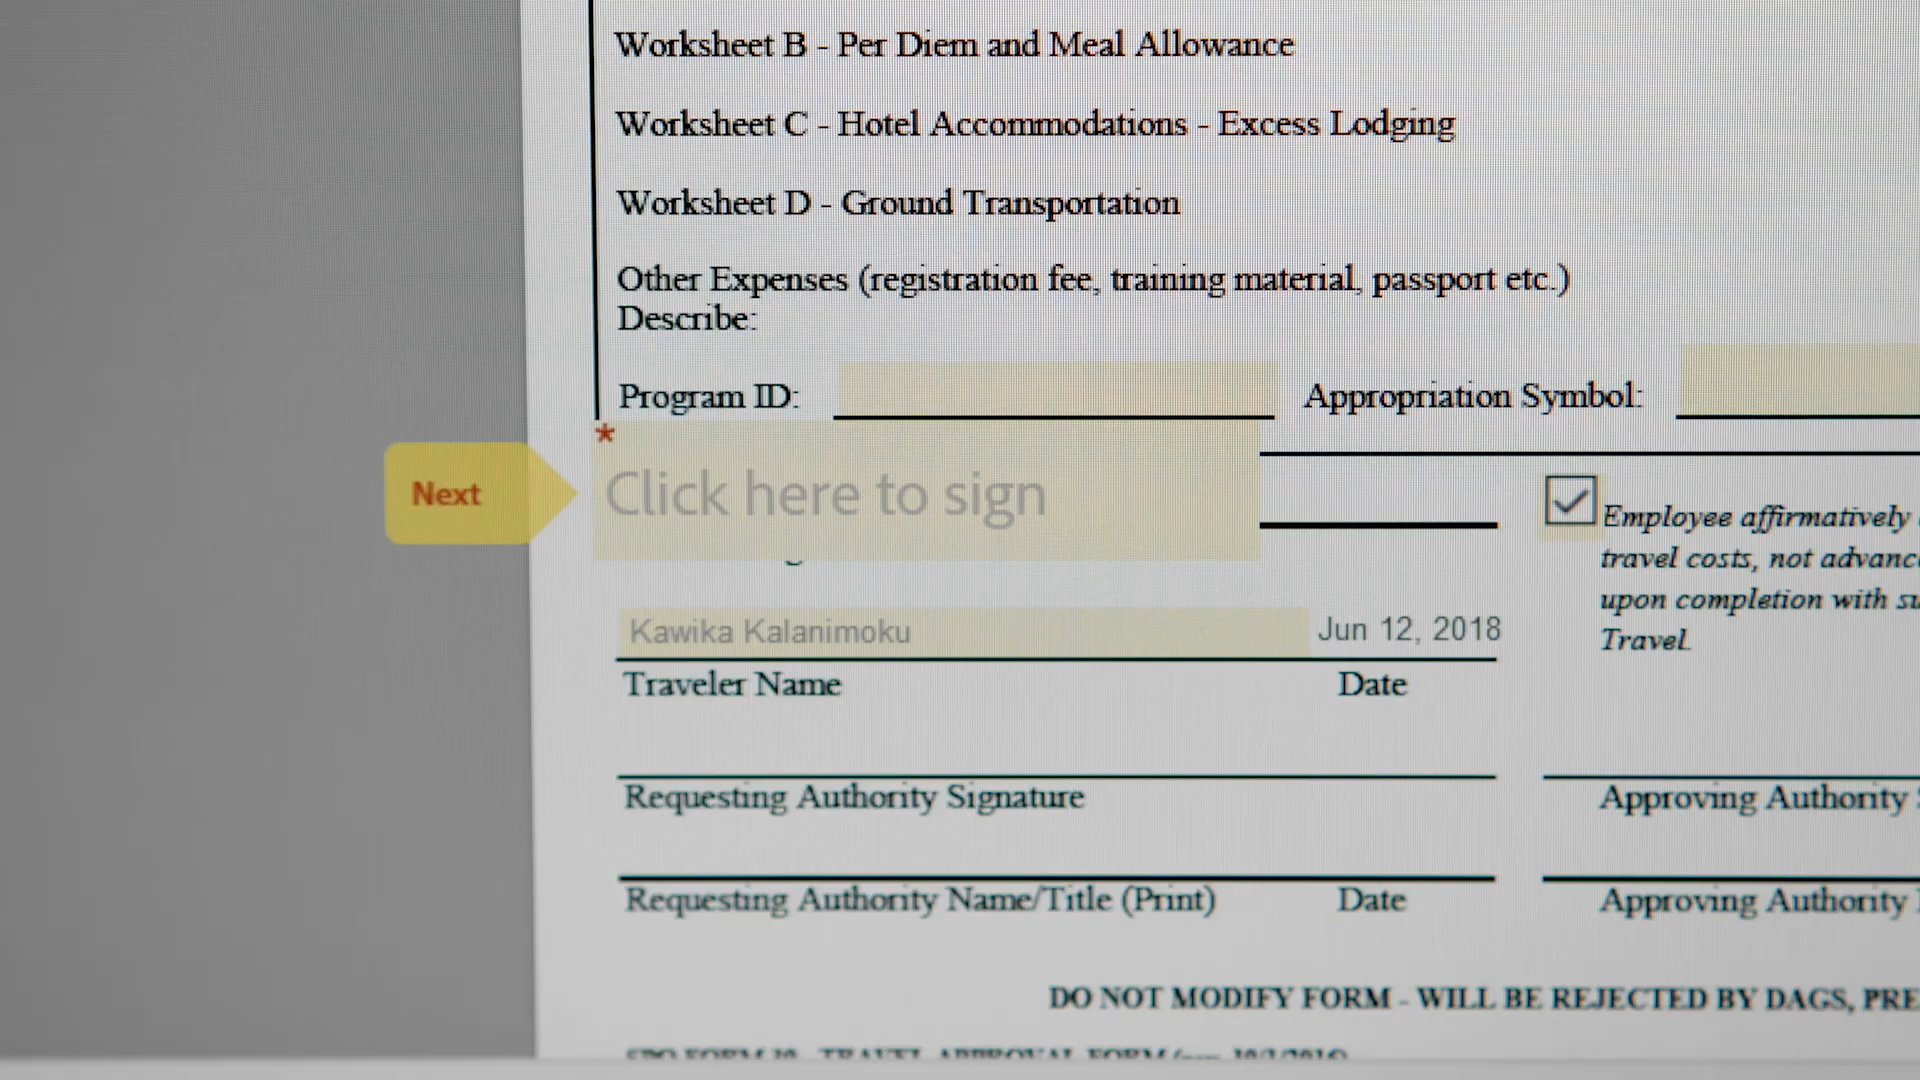 Worksheet B - Per Diem and Meal Allowance
Worksheet C - Hotel Accommodations - Excess Lodging
Worksheet D - Ground Transportation
Other Expenses (registration fee, training material, passport etc.)
Describe:
Program ID: Appropriation Symbol:
*
Next Click here to sign
Employee affirmatively
travel costs, not
upon completion with
Travel.
Kawika Kalanimoku Jun 12, 2018
Traveler Name Date
Requesting Authority Signature Approving Authority
Requesting Authority Name/Title (Print) Date Approving Authority
DO NOT MODIFY FORM - WILL BE REJECTED BY DAGS,
TRAVEL APPROVAL FORM